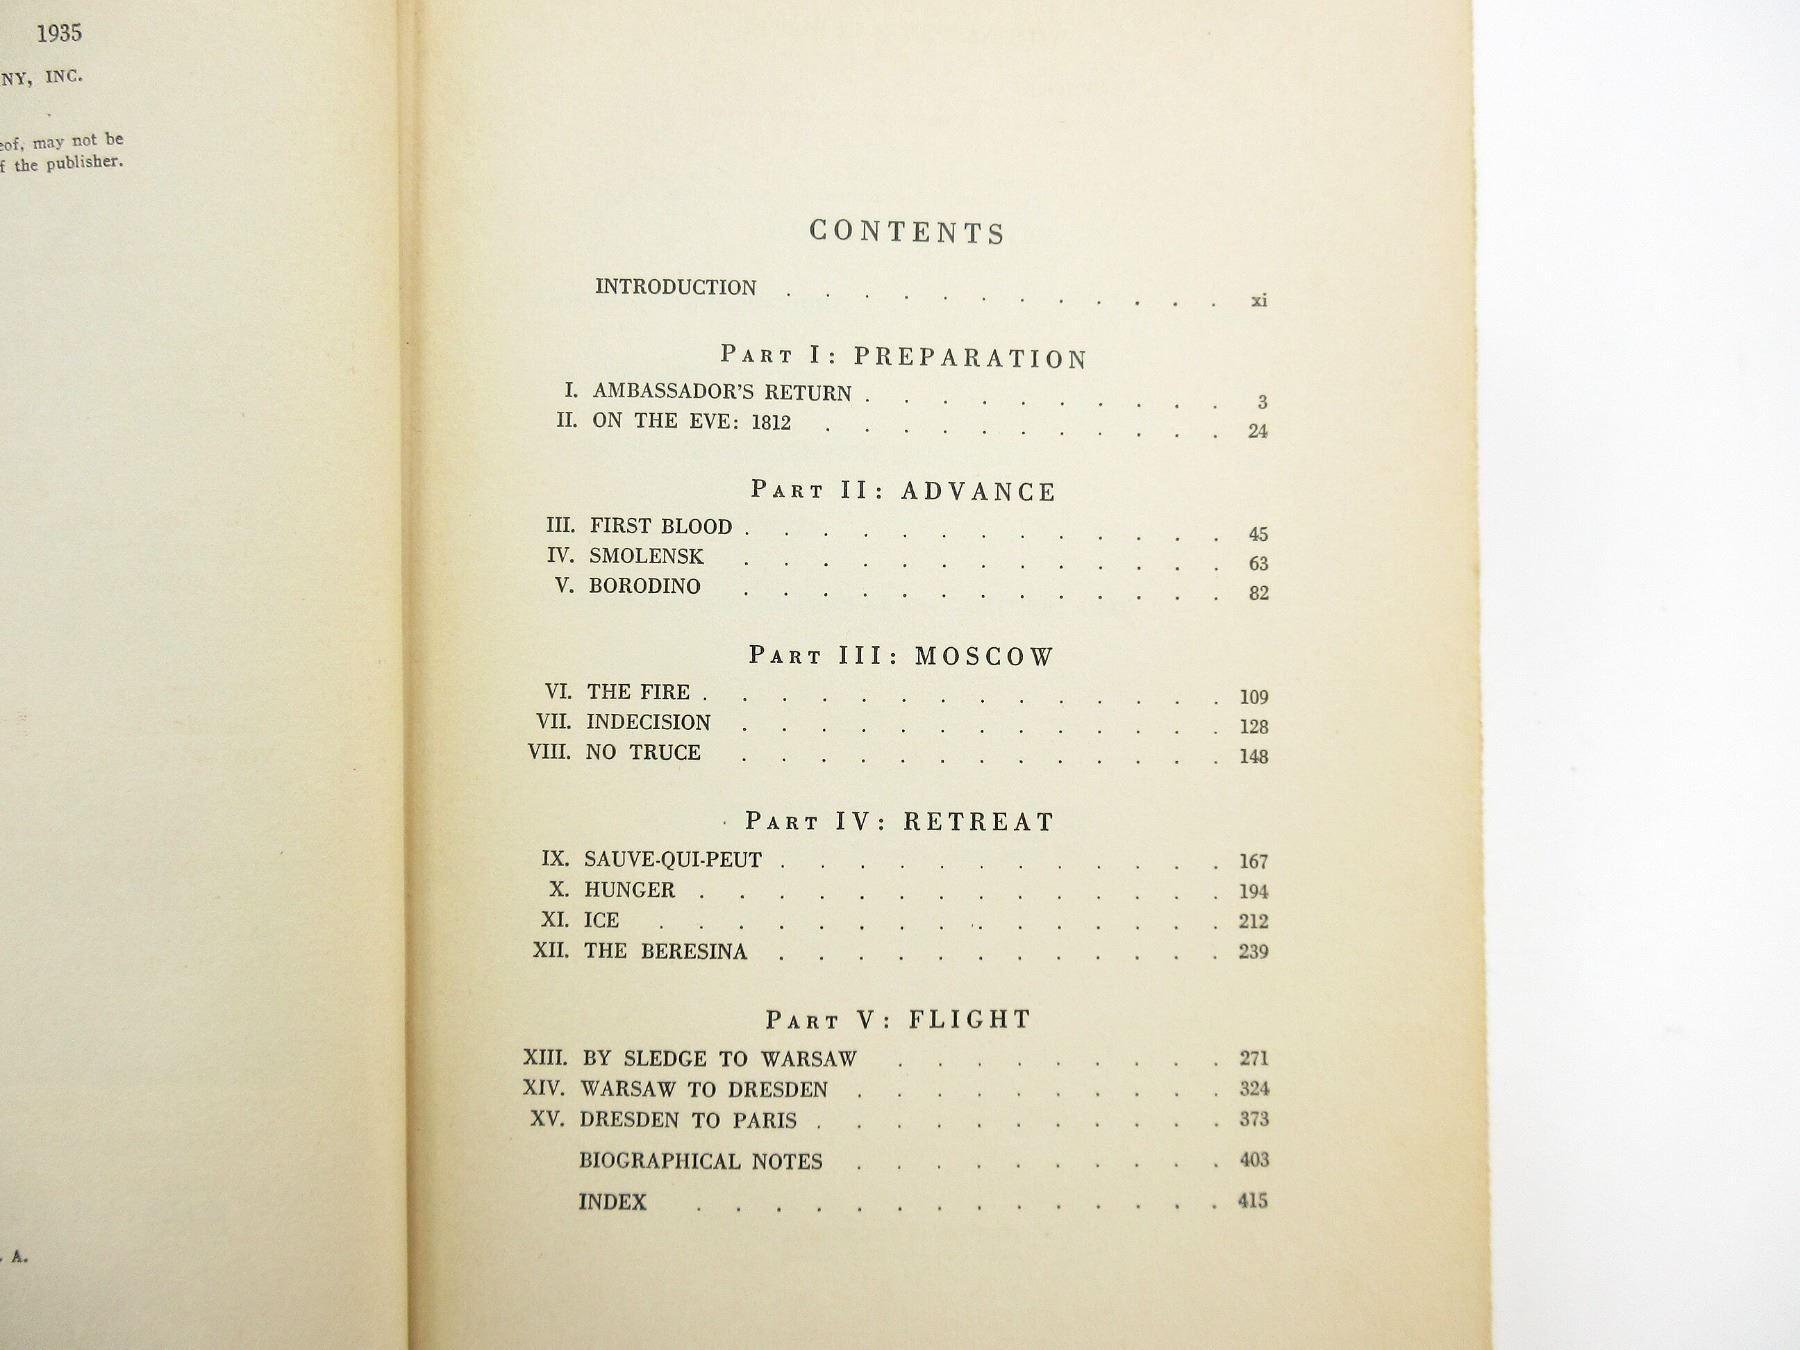 1935
NY, INC.
eof, may not be
f the publisher.
A.
CONTENTS
INTRODUCTION . . . . . . . . . . . . xi
PART I: PREPARATION
I. AMBASSADOR'S RETURN . . . . . . . . . . 3
II. ON THE EVE: 1812 . . . . . . . . . . . 24
PART II: ADVANCE
III. FIRST BLOOD . . . . . . . . . . . . . 45
IV. SMOLENSK . . . . . . . . . . . . . 63
V. BORODINO . . . . . . . . . . . . . 82
PART III: MOSCOW
VI. THE FIRE . . . . . . . . . . . . . . 109
VII. INDECISION . . . . . . . . . . . . . 128
VIII. NO TRUCE . . . . . . . . . . . . . 148
PART IV: RETREAT
IX. SAUVE-QUI-PEUT . . . . . . . . . . . . 167
X. HUNGER . . . . . . . . . . . . . . 194
XI. ICE . . . . . . . . . . . . . . . 212
XII. THE BERESINA . . . . . . . . . . . . 239
PART V: FLIGHT
XIII. BY SLEDGE TO WARSAW . . . . . . . . . 271
XIV. WARSAW TO DRESDEN . . . . . . . . . . 324
XV. DRESDEN TO PARIS . . . . . . . . . . . 373
BIOGRAPHICAL NOTES . . . . . . . . . . 403
INDEX . . . . . . . . . . . . . . 415